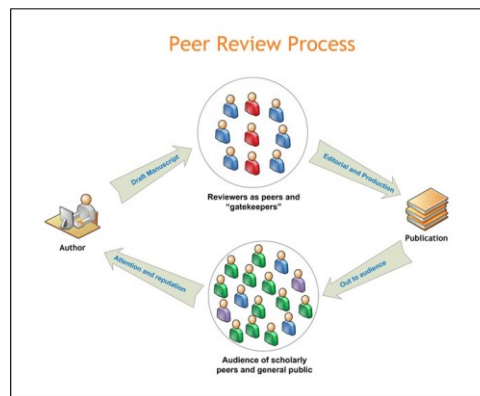 Peer Review Process
Draft Manuscript
Reviewers as peers and
"gatekeepers"
Editorial and Production
Author
Publication
Attention and reputation
Out to audience
Audience of scholarly
peers and general public